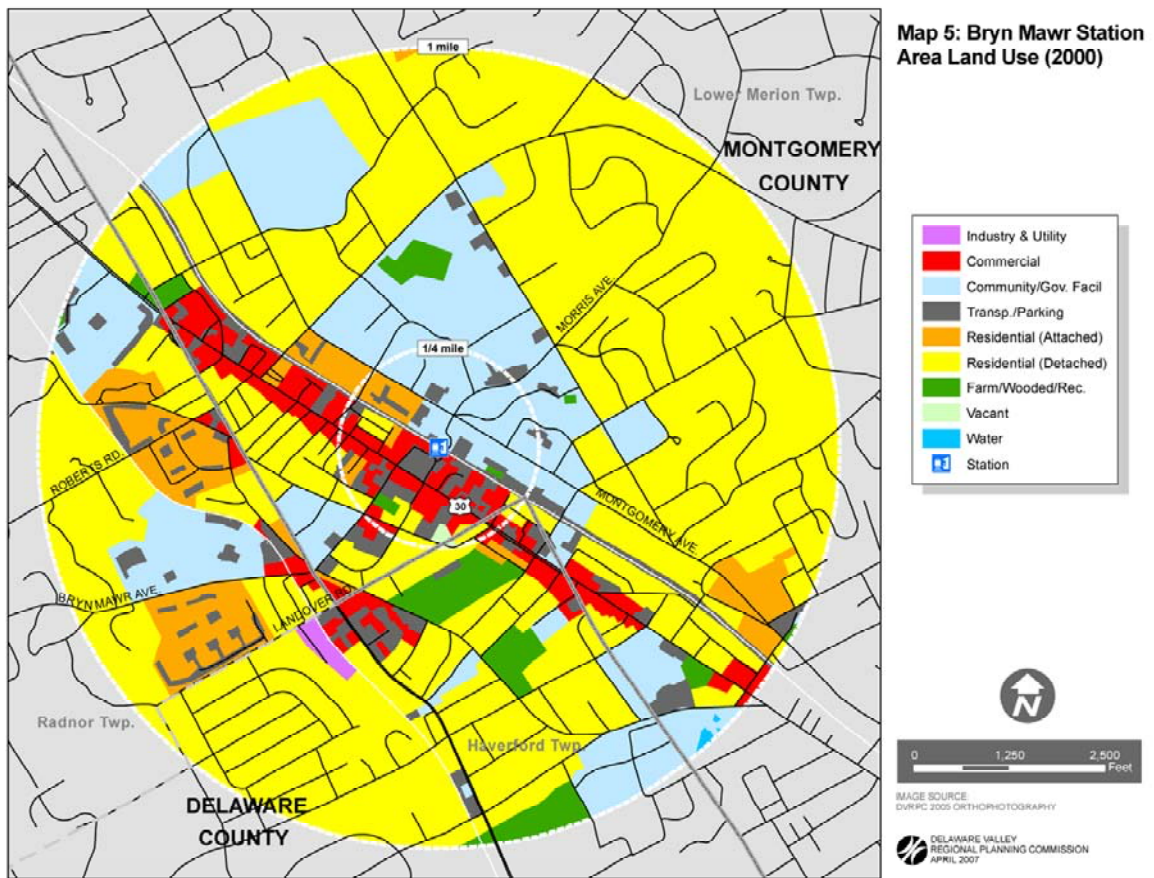 Map 5: Bryn Mawr Station
Area Land Use (2000)
1 mile
Lower Merion Twp.
MONTGOMERY
COUNTY
Industry & Utility
Commercial
Community/Gov. Facil
Transp./Parking
Residential (Attached)
Residential (Detached)
Farm/Wooded/Rec.
Vacant
Water
Station
MORRIS AVE.
1/4 mile
ROBERTS RD.
30
MONTGOMERY AVE.
BRYN MAWR AVE.
LANDOVER RD.
Radnor Twp.
Haverford Twp.
DELAWARE
COUNTY
N
0 1,250 2,500
Feet
IMAGE SOURCE:
DVRPC 2005 ORTHOPHOTOGRAPHY
DELAWARE VALLEY
REGIONAL PLANNING COMMISSION
APRIL 2007